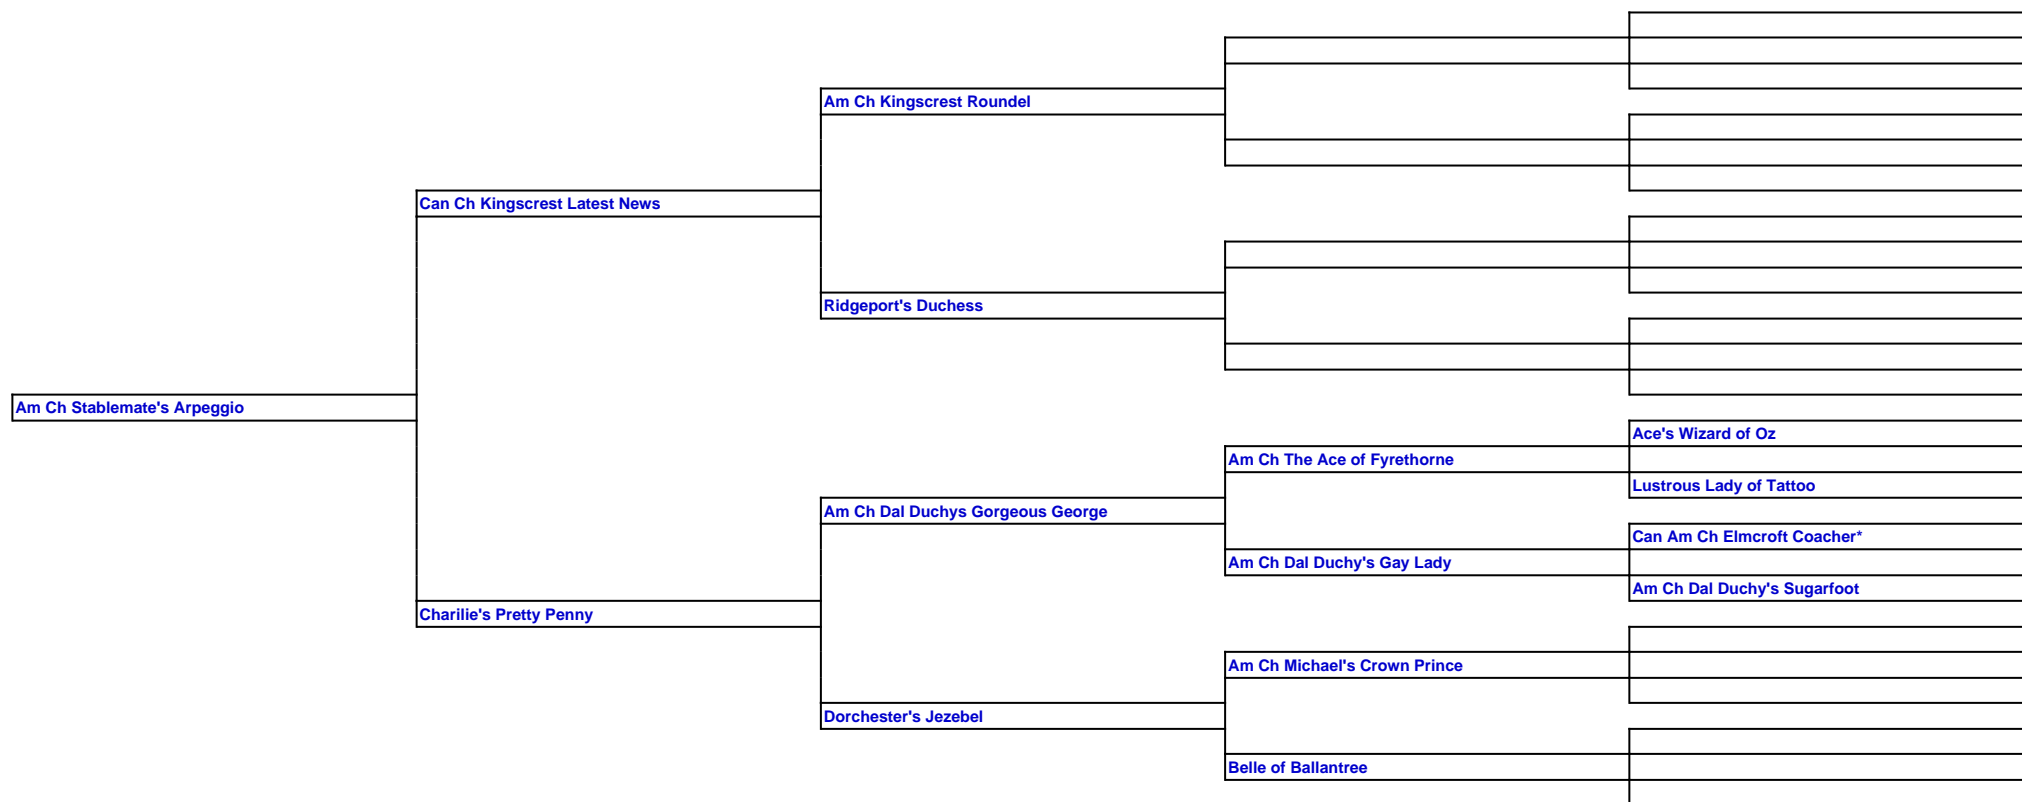 Am Ch Kingscrest Roundel
Can Ch Kingscrest Latest News
Ridgeport's Duchess
Am Ch Stablemate's Arpeggio
Ace's Wizard of Oz
Am Ch The Ace of Fyrethorne
Lustrous Lady of Tattoo
Am Ch Dal Duchys Gorgeous George
Can Am Ch Elmcroft Coacher*
Am Ch Dal Duchy's Gay Lady
Am Ch Dal Duchy's Sugarfoot
Charilie's Pretty Penny
Am Ch Michael's Crown Prince
Dorchester's Jezebel
Belle of Ballantree